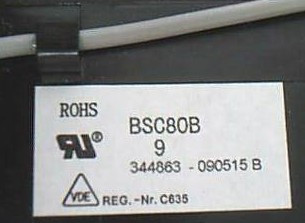 ROHS
BSC80B
9
344863 - 090515 B
VDE REG.-Nr. C635